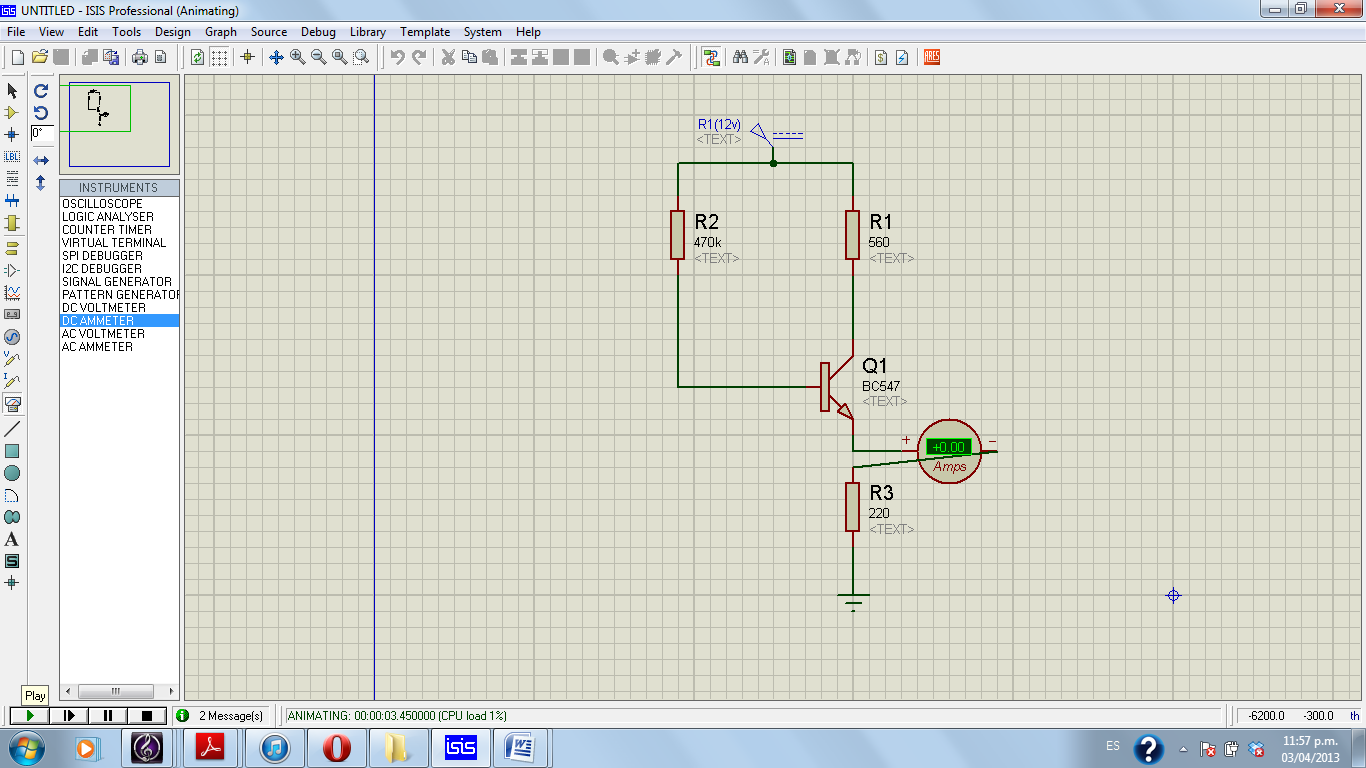 UNTITLED - ISIS Professional (Animating)
File View Edit Tools Design Graph Source Debug Library Template System Help
ARES
0°
LBL
A
S
INSTRUMENTS
OSCILLOSCOPE
LOGIC ANALYSER
COUNTER TIMER
VIRTUAL TERMINAL
SPI DEBUGGER
I2C DEBUGGER
SIGNAL GENERATOR
PATTERN GENERATOR
DC VOLTMETER
DC AMMETER
AC VOLTMETER
AC AMMETER
R1(12v)
<TEXT>
R2
470k
<TEXT>
R1
560
<TEXT>
Q1
BC547
<TEXT>
+ −
+0.00
Amps
R3
220
<TEXT>
Play
2 Message(s)
ANIMATING: 00:00:03.450000 (CPU load 1%)
-6200.0 -300.0 th
isis
ES
11:57 p.m.
03/04/2013